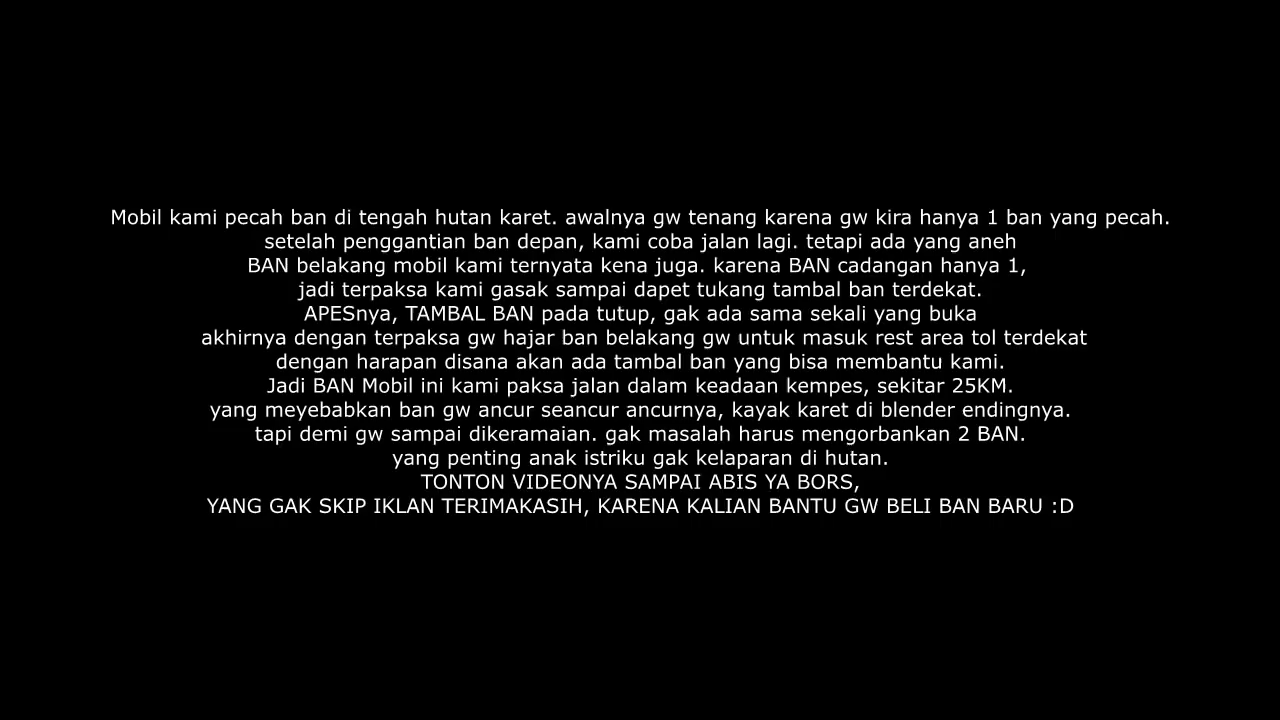 Mobil kami pecah ban di tengah hutan karet. awalnya gw tenang karena gw kira hanya 1 ban yang pecah.
setelah penggantian ban depan, kami coba jalan lagi. tetapi ada yang aneh
BAN belakang mobil kami ternyata kena juga. karena BAN cadangan hanya 1,
jadi terpaksa kami gasak sampai dapet tukang tambal ban terdekat.
APESnya, TAMBAL BAN pada tutup, gak ada sama sekali yang buka
akhirnya dengan terpaksa gw hajar ban belakang gw untuk masuk rest area tol terdekat
dengan harapan disana akan ada tambal ban yang bisa membantu kami.
Jadi BAN Mobil ini kami paksa jalan dalam keadaan kempes, sekitar 25KM.
yang meyebabkan ban gw ancur seancur ancurnya, kayak karet di blender endingnya.
tapi demi gw sampai dikeramaian. gak masalah harus mengorbankan 2 BAN.
yang penting anak istriku gak kelaparan di hutan.
TONTON VIDEONYA SAMPAI ABIS YA BORS,
YANG GAK SKIP IKLAN TERIMAKASIH, KARENA KALIAN BANTU GW BELI BAN BARU :D